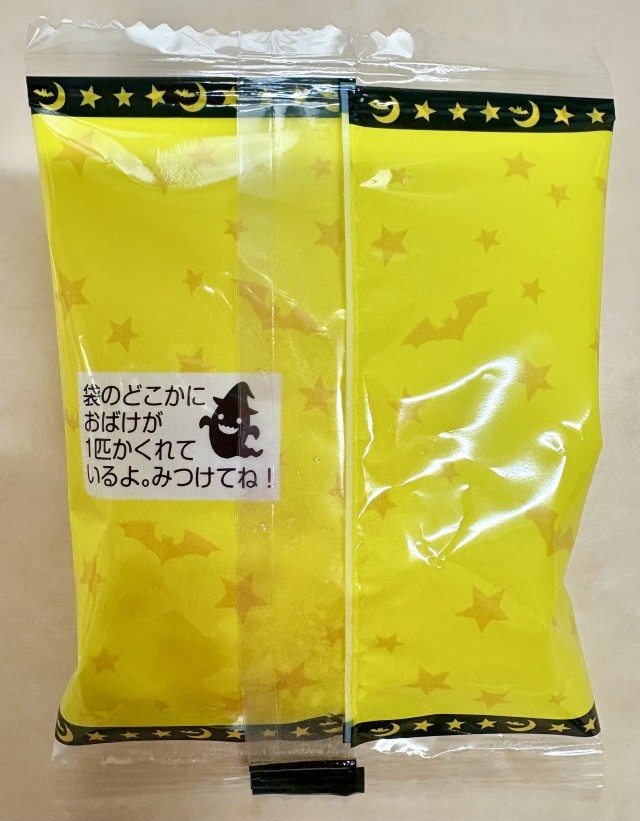 袋のどこかに
おばけが
1匹かくれて
いるよ。みつけてね！